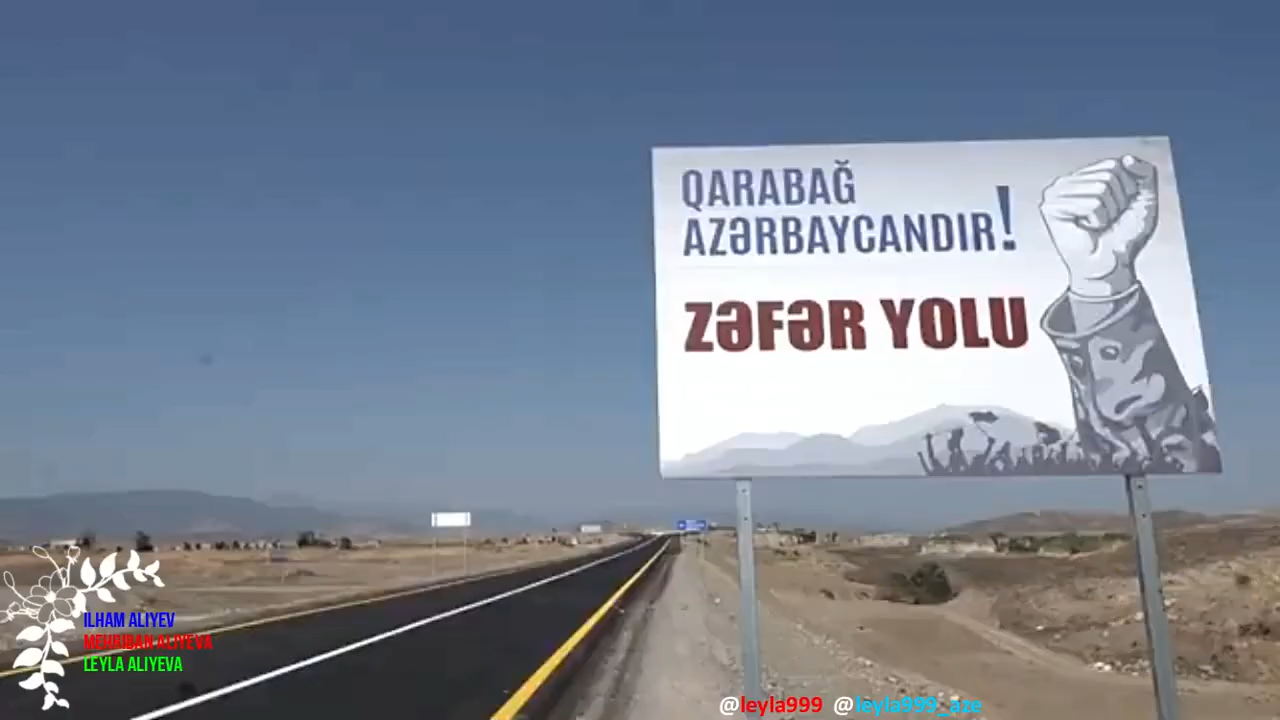 QARABAĞ
AZƏRBAYCANDIR!
ZƏFƏR YOLU
ILHAM ALIYEV
MEHRIBAN ALIYEVA
LEYLA ALIYEVA
@leyla999 @leyla999_aze